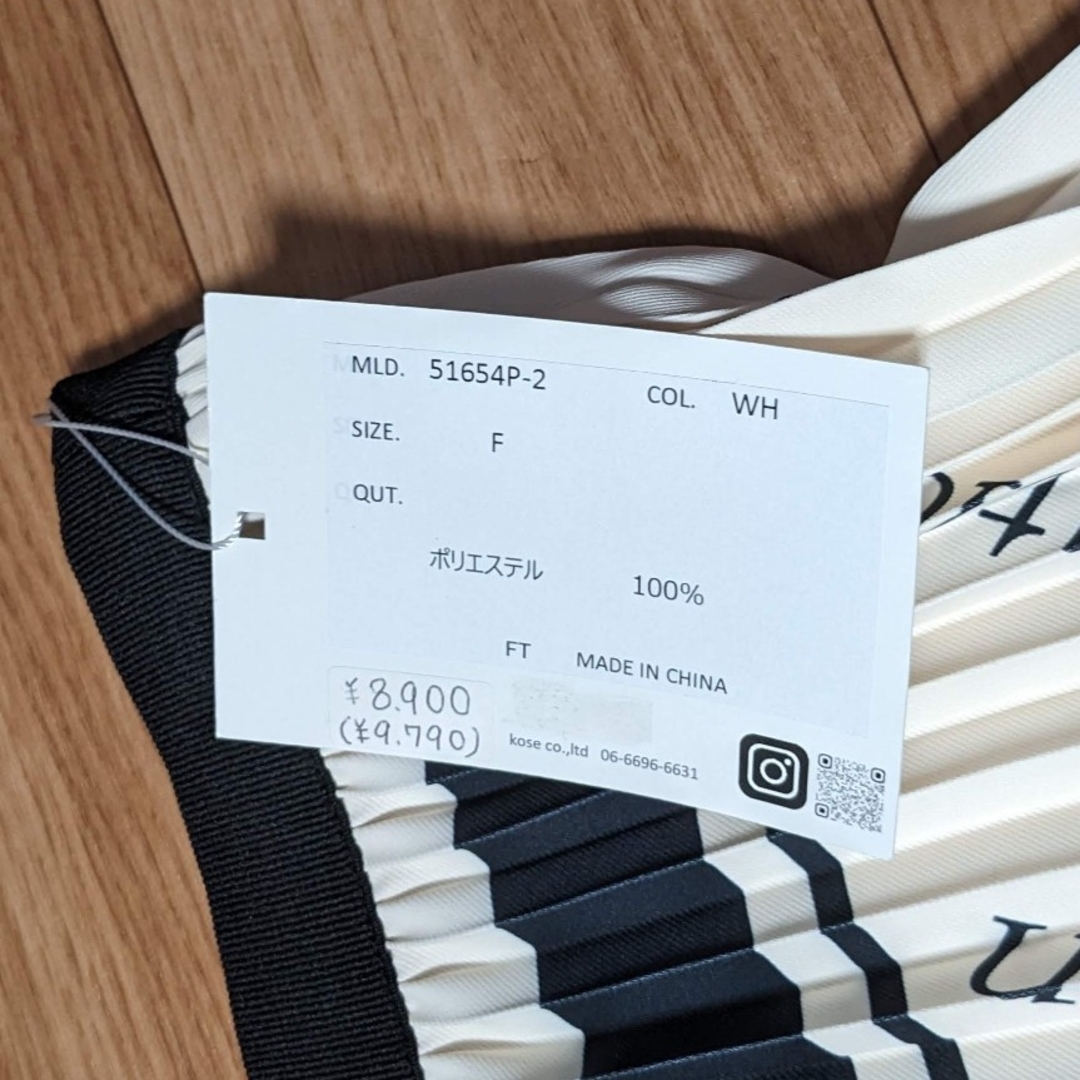 MLD. 51654P-2 COL. WH
SIZE. F
QUT.
ポリエステル 100%
FT MADE IN CHINA
¥8.900
(¥9.790)
kose co.,ltd 06-6696-6631